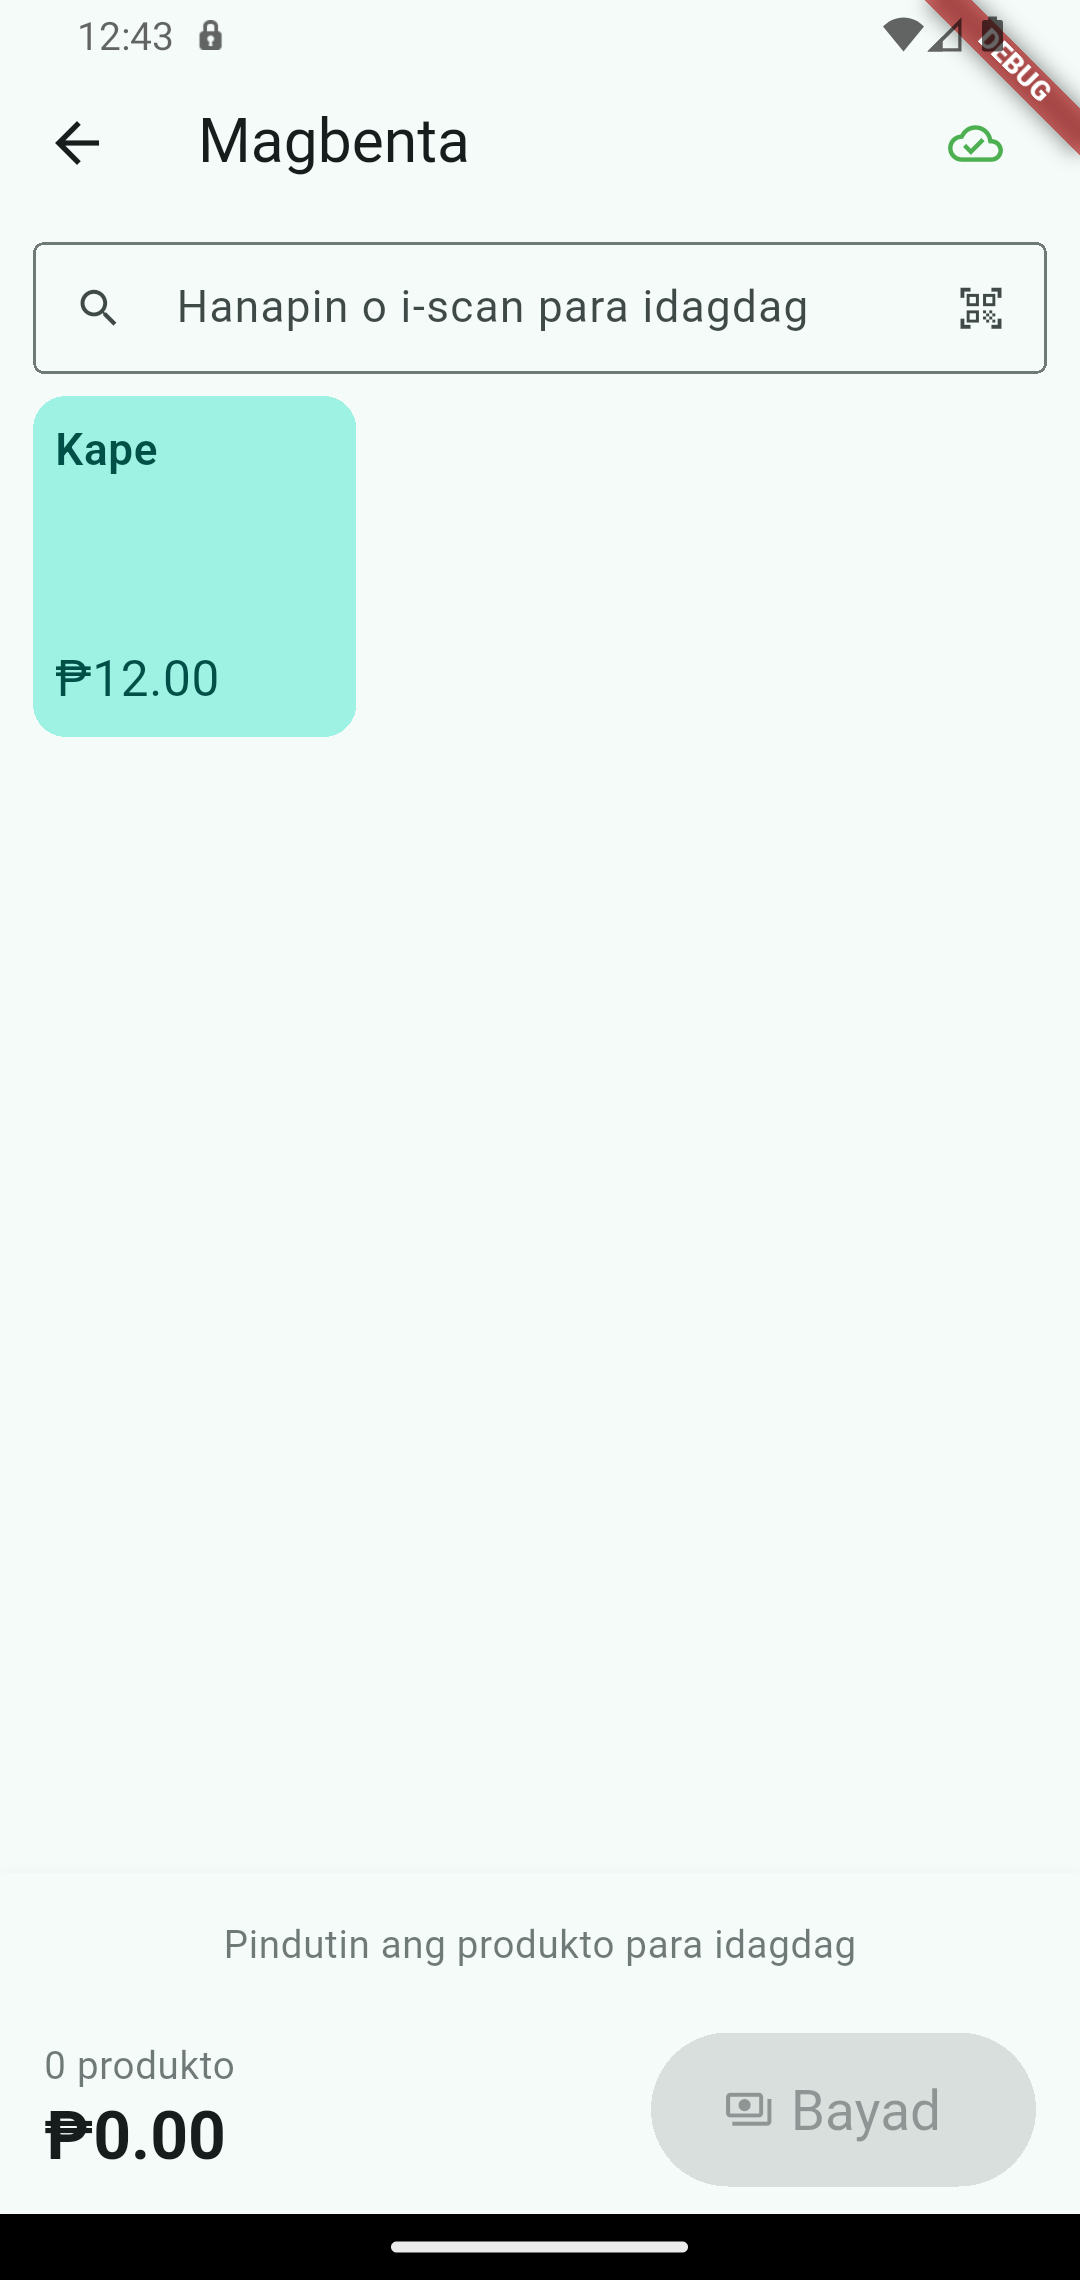 12:43
DEBUG
Magbenta
Hanapin o i-scan para idagdag
Kape
₱12.00
Pindutin ang produkto para idagdag
0 produkto
₱0.00
Bayad